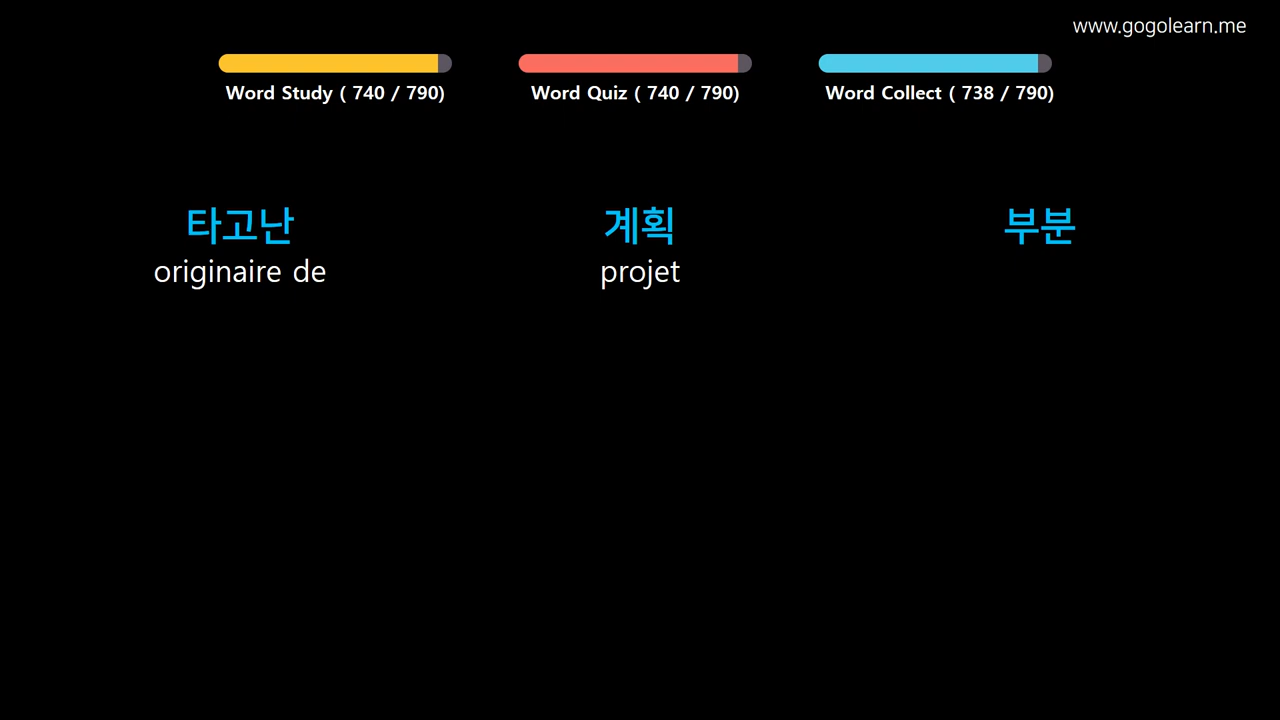 www.gogolearn.me
Word Study ( 740 / 790)
Word Quiz ( 740 / 790)
Word Collect ( 738 / 790)
타고난
originaire de
계획
projet
부분